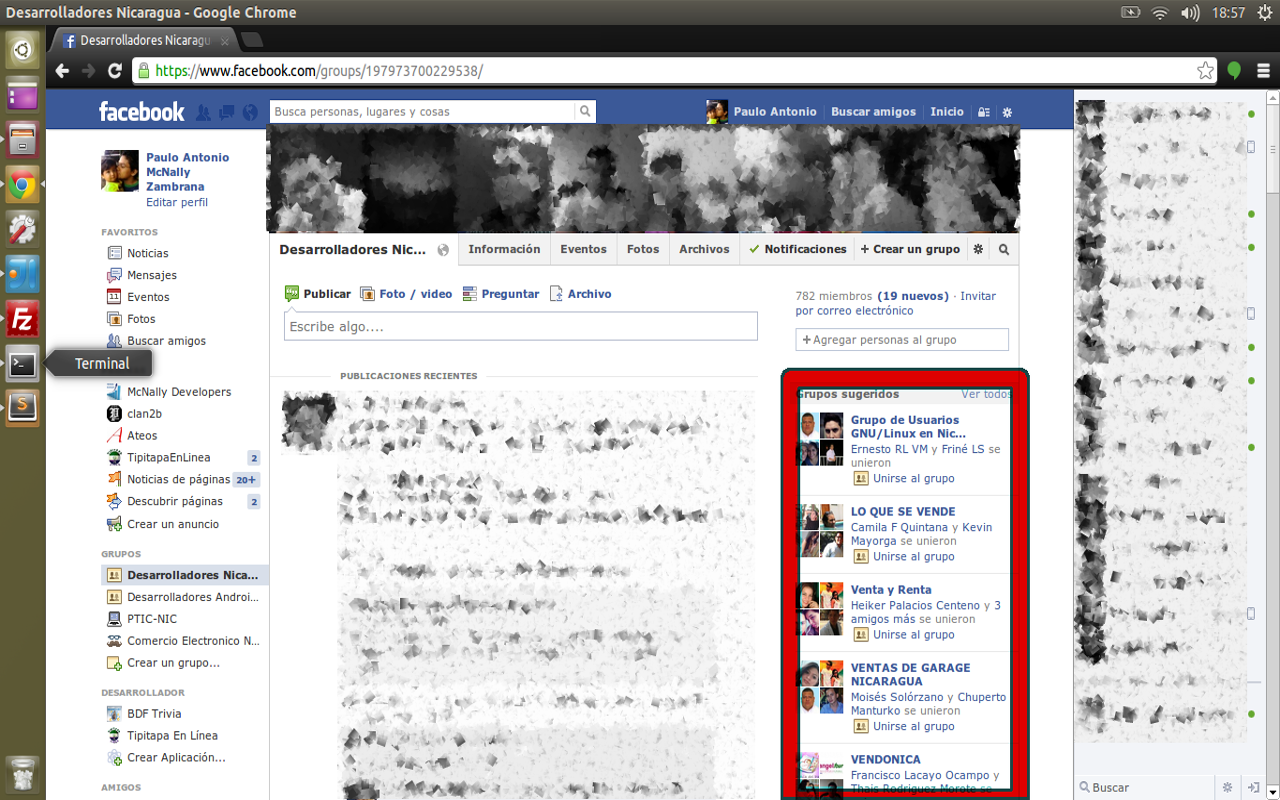 Desarrolladores Nicaragua - Google Chrome
18:57
Desarrolladores Nicaragu
https://www.facebook.com/groups/197973700229538/
facebook
Busca personas, lugares y cosas
Paulo Antonio
Buscar amigos
Inicio
Paulo Antonio
McNally
Zambrana
Editar perfil
FAVORITOS
Noticias
Mensajes
Eventos
Fotos
Buscar amigos
Terminal
McNally Developers
clan2b
Ateos
TipitapaEnLinea 2
Noticias de páginas 20+
Descubrir páginas 2
Crear un anuncio
GRUPOS
Desarrolladores Nica...
Desarrolladores Androi...
PTIC-NIC
Comercio Electronico N...
Crear un grupo...
DESARROLLADOR
BDF Trivia
Tipitapa En Línea
Crear Aplicación...
AMIGOS
Desarrolladores Nic...
Información
Eventos
Fotos
Archivos
Notificaciones
+ Crear un grupo
Publicar
Foto / video
Preguntar
Archivo
Escribe algo....
PUBLICACIONES RECIENTES
782 miembros (19 nuevos) · Invitar
por correo electrónico
+ Agregar personas al grupo
Grupos sugeridos Ver todos
Grupo de Usuarios
GNU/Linux en Nic...
Ernesto RL VM y Friné LS se
unieron
Unirse al grupo
LO QUE SE VENDE
Camila F Quintana y Kevin
Mayorga se unieron
Unirse al grupo
Venta y Renta
Heiker Palacios Centeno y 3
amigos más se unieron
Unirse al grupo
VENTAS DE GARAGE
NICARAGUA
Moisés Solórzano y Chuperto
Manturko se unieron
Unirse al grupo
VENDONICA
Francisco Lacayo Ocampo y
Thais Rodriguez Morote se
Buscar